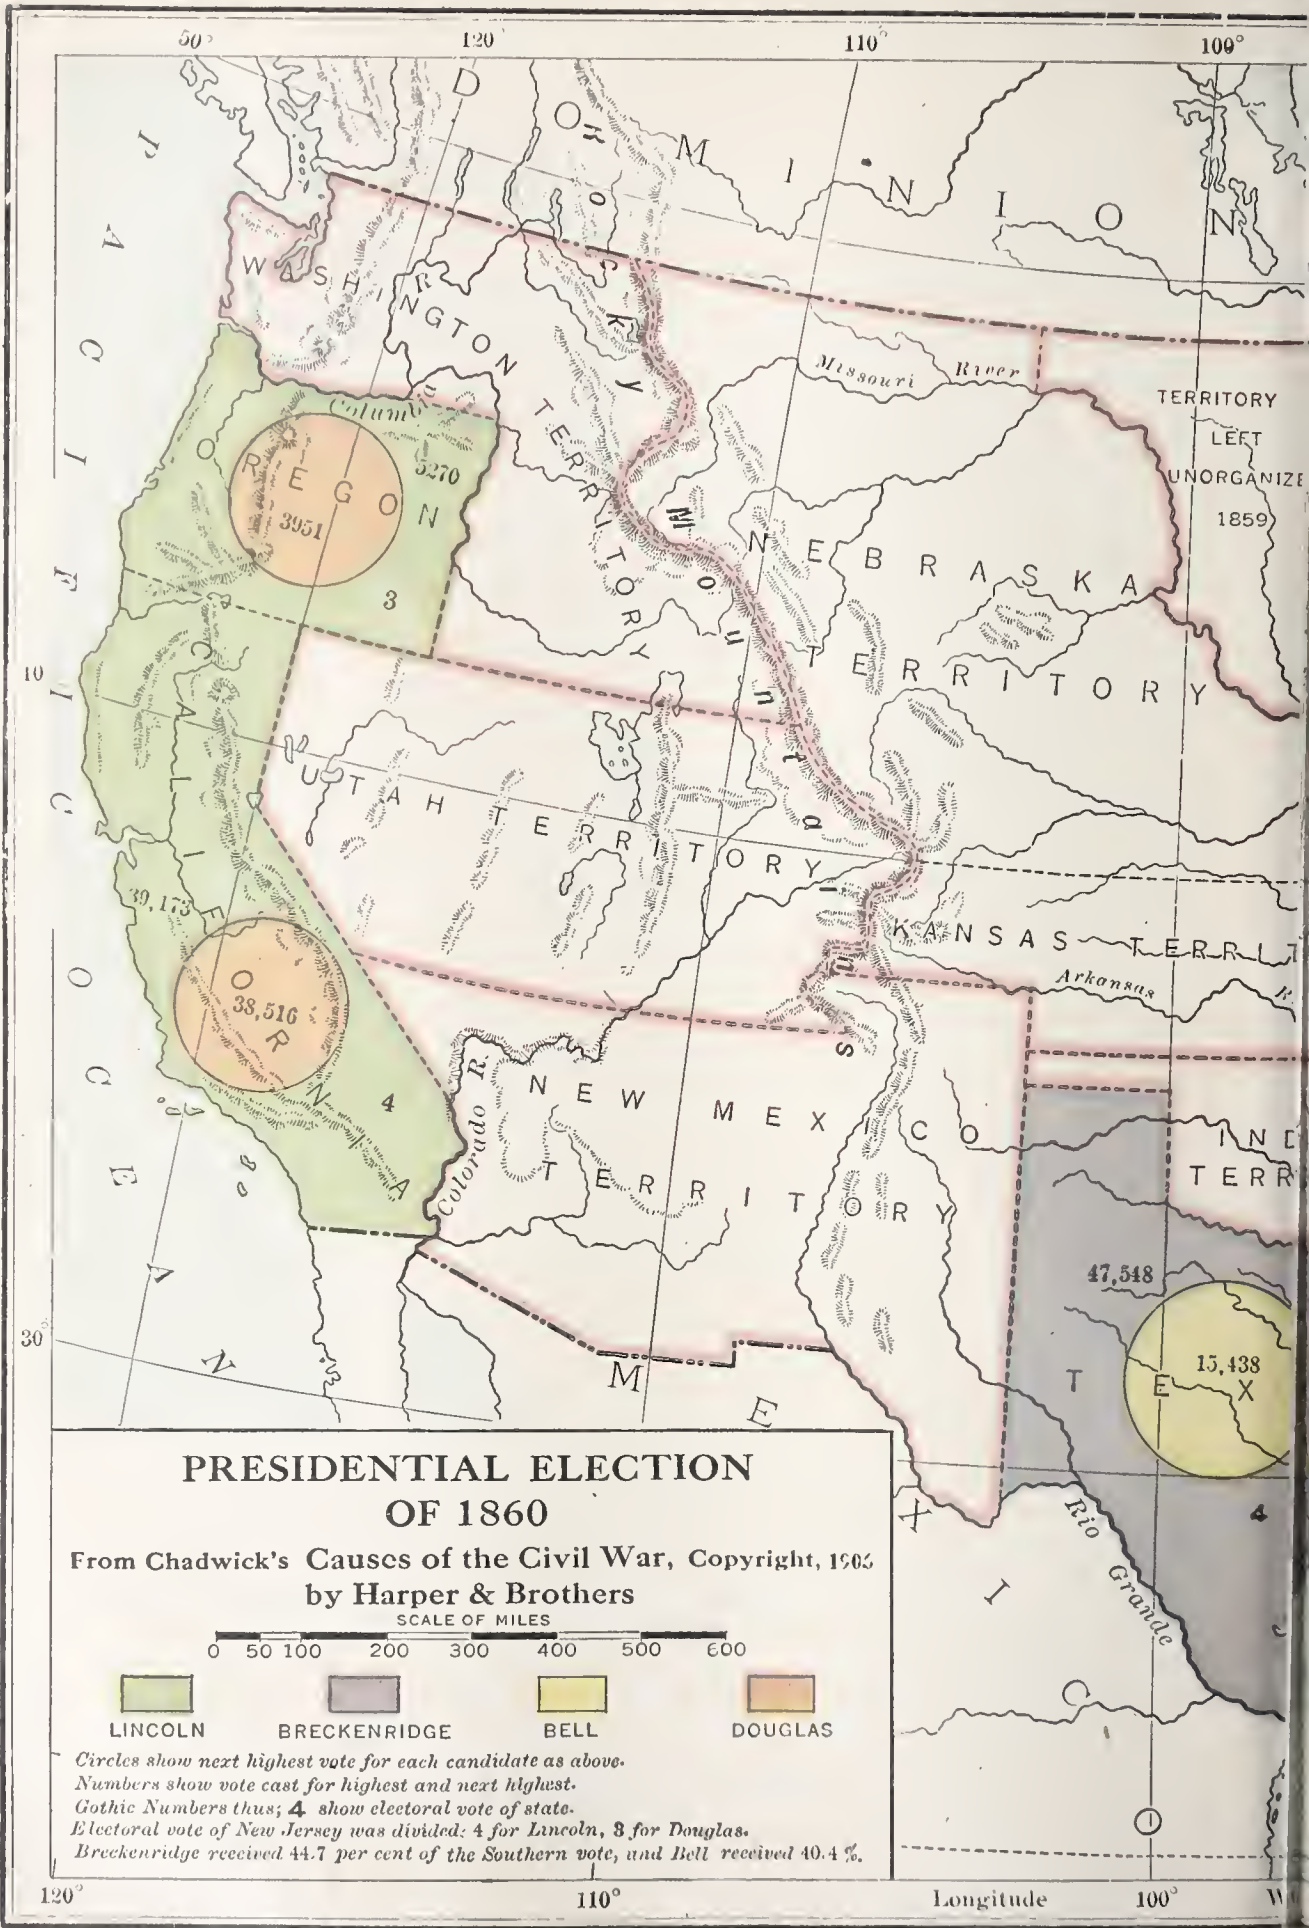 50°
120°
110°
100°
DOMINION
PACIFIC OCEAN
Rocky Mountains
WASHINGTON TERRITORY
Missouri River
TERRITORY
LEFT
UNORGANIZE
1859
Columb
OREGON
5270
3951
3
NEBRASKA
TERRITORY
UTAH TERRITORY
KANSAS TERRIT
Arkansas R.
CALIFORNIA
39,173
38,516
4
Colorado R.
NEW MEXICO
TERRITORY
IND
TERR
47,548
15,438
TEX
4
30°
MEXICO
Rio Grande
PRESIDENTIAL ELECTION
OF 1860
From Chadwick's Causes of the Civil War, Copyright,
by Harper & Brothers
SCALE OF MILES
0 50 100 200 300 400 500 600
LINCOLN BRECKENRIDGE BELL DOUGLAS
Circles show next highest vote for each candidate as above.
Numbers show vote cast for highest and next highest.
Gothic Numbers thus; 4 show electoral vote of state.
Electoral vote of New Jersey was divided: 4 for Lincoln, 3 for Douglas.
Breckenridge received 44.7 per cent of the Southern vote, and Bell received 40.4 %.
120°
110°
Longitude
100°